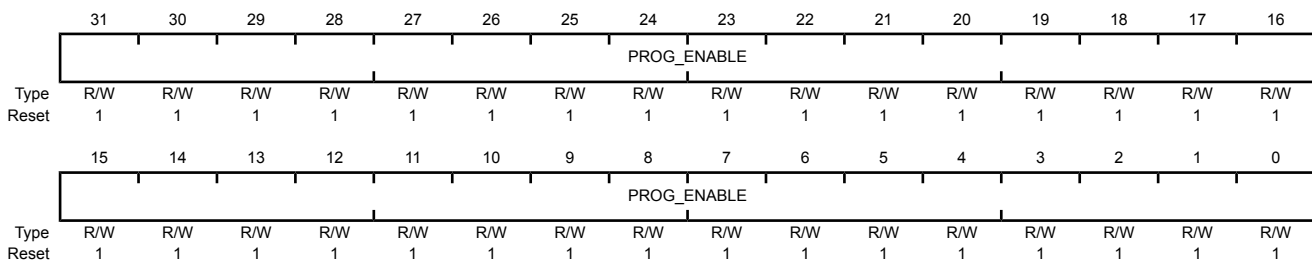 31 30 29 28 27 26 25 24 23 22 21 20 19 18 17 16
PROG_ENABLE
Type R/W R/W R/W R/W R/W R/W R/W R/W R/W R/W R/W R/W R/W R/W R/W R/W
Reset 1 1 1 1 1 1 1 1 1 1 1 1 1 1 1 1
15 14 13 12 11 10 9 8 7 6 5 4 3 2 1 0
PROG_ENABLE
Type R/W R/W R/W R/W R/W R/W R/W R/W R/W R/W R/W R/W R/W R/W R/W R/W
Reset 1 1 1 1 1 1 1 1 1 1 1 1 1 1 1 1